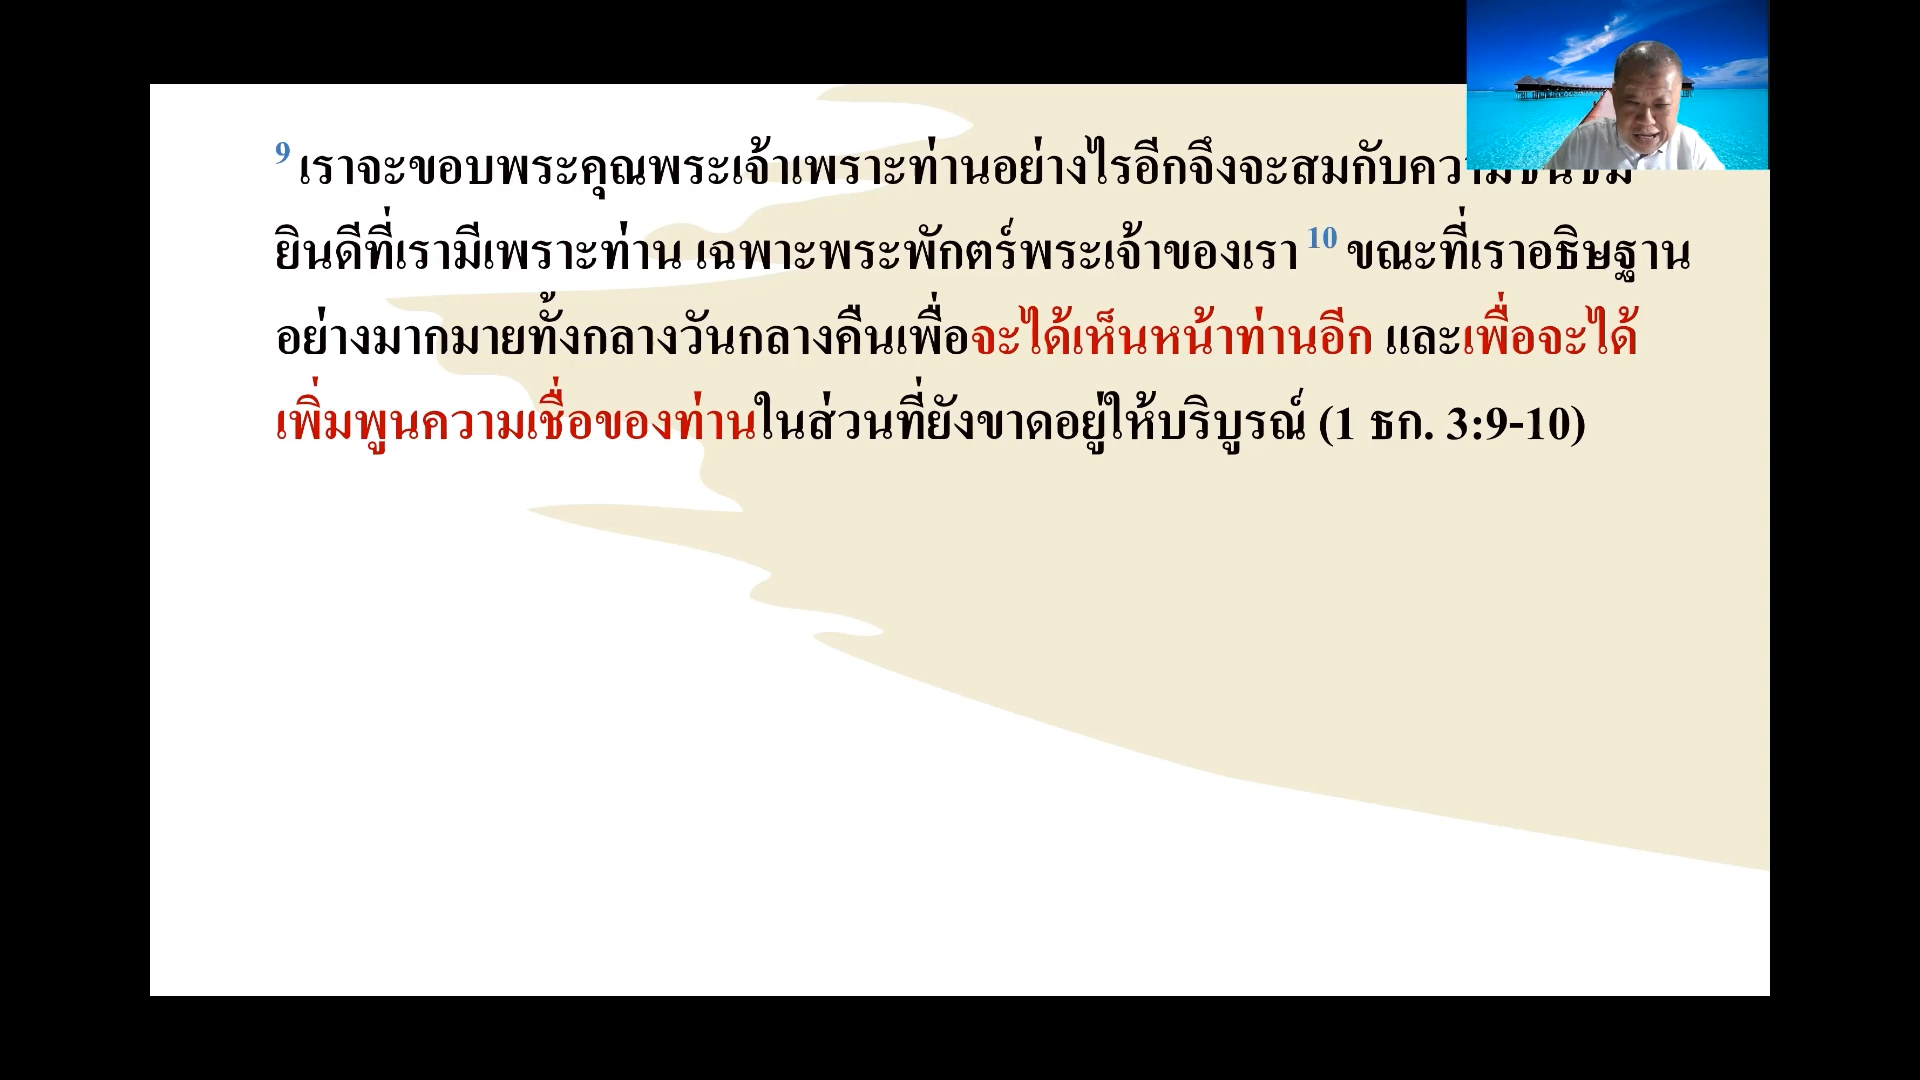 9 เราจะขอบพระคุณพระเจ้าเพราะท่านอย่างไรอีกจึงจะสมกับ
ยินดีที่เรามีเพราะท่าน เฉพาะพระพักตร์พระเจ้าของเรา 10 ขณะที่เราอธิษฐาน
อย่างมากมายทั้งกลางวันกลางคืนเพื่อจะได้เห็นหน้าท่านอีก และเพื่อจะได้
เพิ่มพูนความเชื่อของท่านในส่วนที่ยังขาดอยู่ให้บริบูรณ์ (1 ธก. 3:9-10)